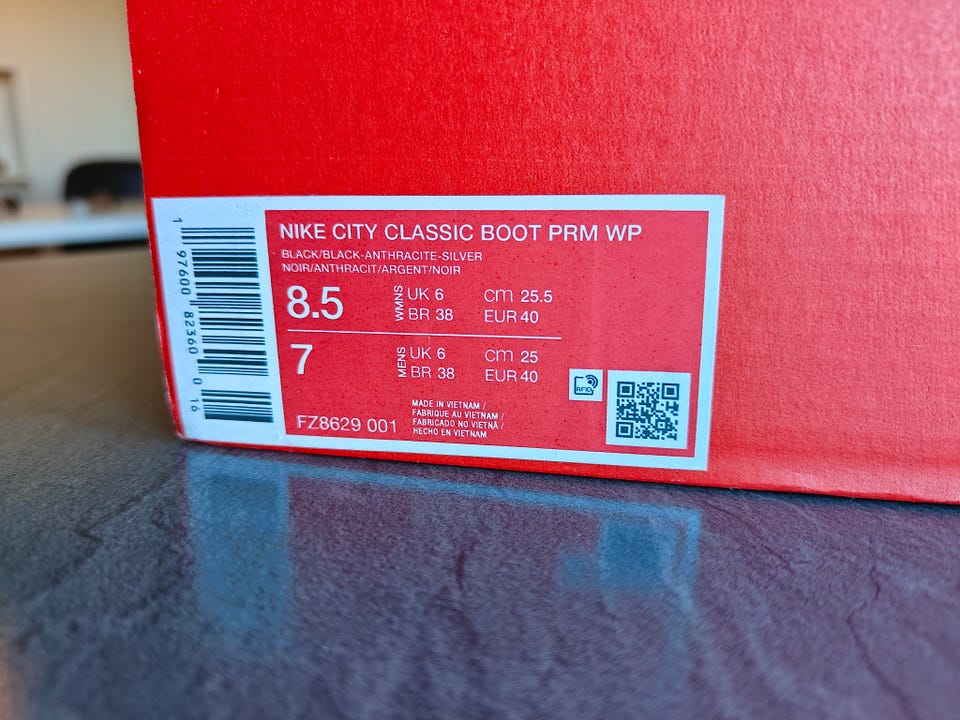 NIKE CITY CLASSIC BOOT PRM WP
BLACK/BLACK-ANTHRACITE-SILVER
NOIR/ANTHRACIT/ARGENT/NOIR
8.5 WMNS UK 6 cm 25.5
BR 38 EUR 40
7 MENS UK 6 cm 25
BR 38 EUR 40
RFID
FZ8629 001
MADE IN VIETNAM /
FABRIQUE AU VIETNAM /
FABRICADO NO VIETNÃ /
HECHO EN VIETNAM
1 97600 82360 0 16